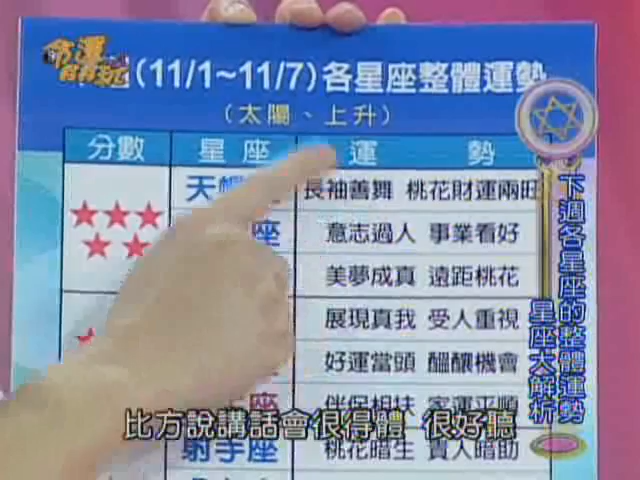 命運好好玩
(11/1~11/7)各星座整體運勢
(太陽、上升)
分數 星座 運勢
天 長袖善舞 桃花財運兩旺
座 意志過人 事業看好
美夢成真 遠距桃花
展現真我 受人重視
好運當頭 醞釀機會
座 伴侶相扶 家運平順
射手座 桃花暗生 貴人暗助
下週各星座的整體運勢
星座大解析
比方說講話會很得體 很好聽